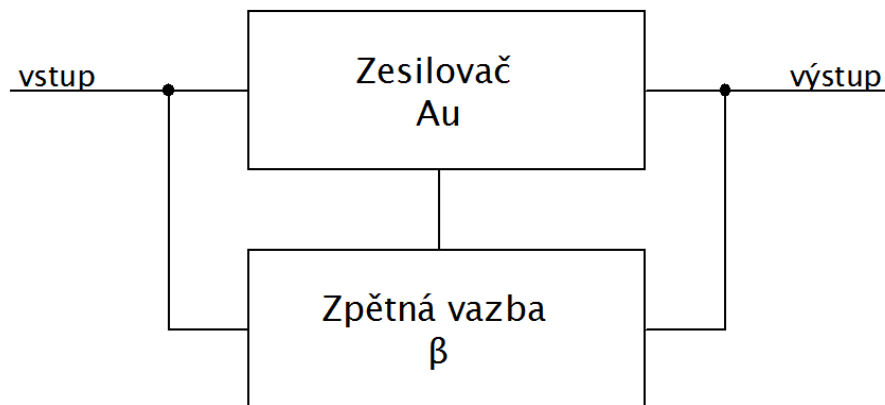 vstup
Zesilovač
Au
výstup
Zpětná vazba
β